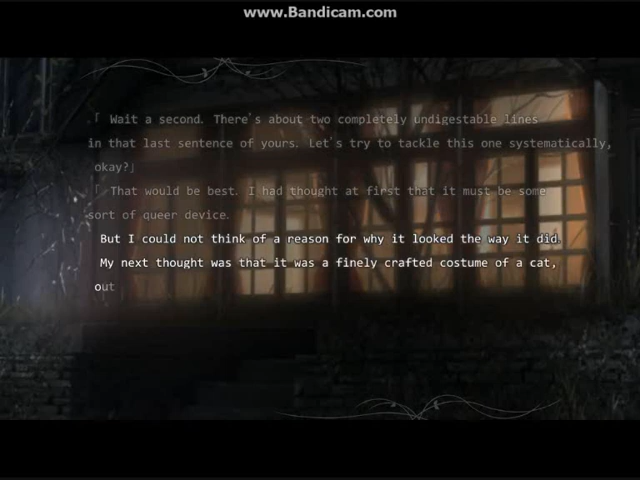 www.Bandicam.com
「 Wait a second. There's about two completely undigestable lines
in that last sentence of yours. Let's try to tackle this one systematically,
okay?」
「 That would be best. I had thought at first that it must be some
sort of queer device.
But I could not think of a reason for why it looked the way it did.
My next thought was that it was a finely crafted costume of a cat,
out